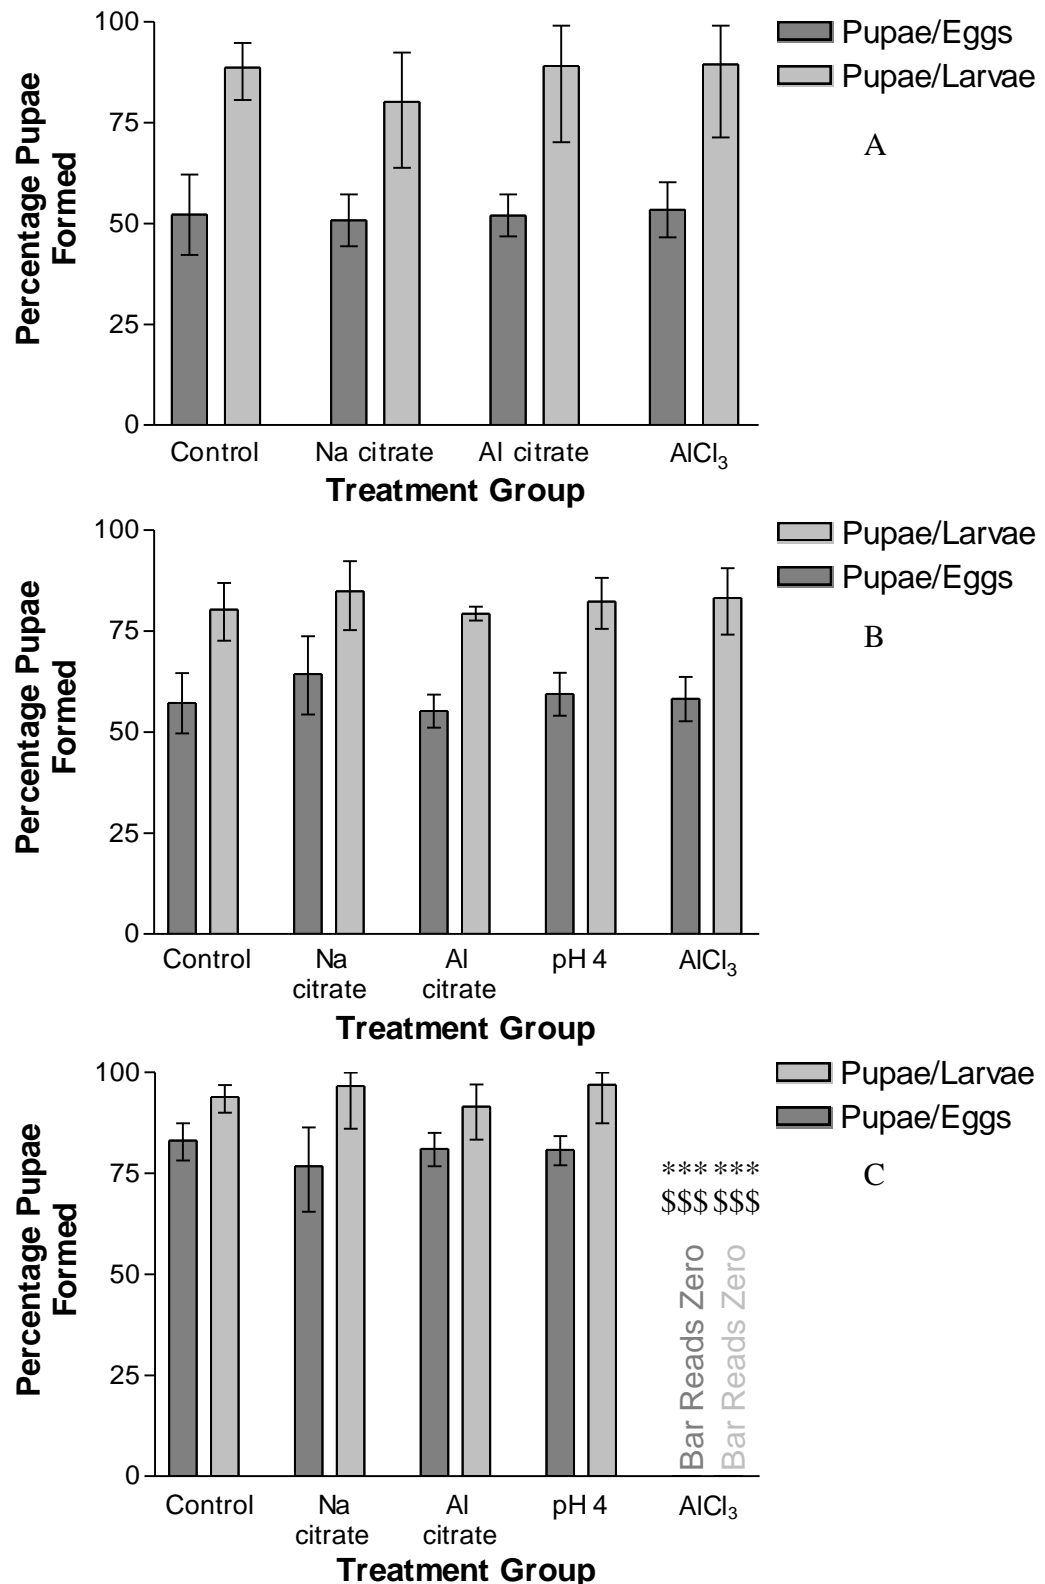 100
75
50
25
0
Percentage Pupae
Formed
Pupae/Eggs
Pupae/Larvae
A
Control
Na citrate
Al citrate
AlCl₃
Treatment Group
100
75
50
25
0
Percentage Pupae
Formed
Pupae/Larvae
Pupae/Eggs
B
Control
Na
citrate
Al
citrate
pH 4
AlCl₃
Treatment Group
100
75
50
25
0
Percentage Pupae
Formed
Pupae/Larvae
Pupae/Eggs
C
*** ***
$$$ $$$
Bar Reads Zero
Bar Reads Zero
Control
Na
citrate
Al
citrate
pH 4
AlCl₃
Treatment Group